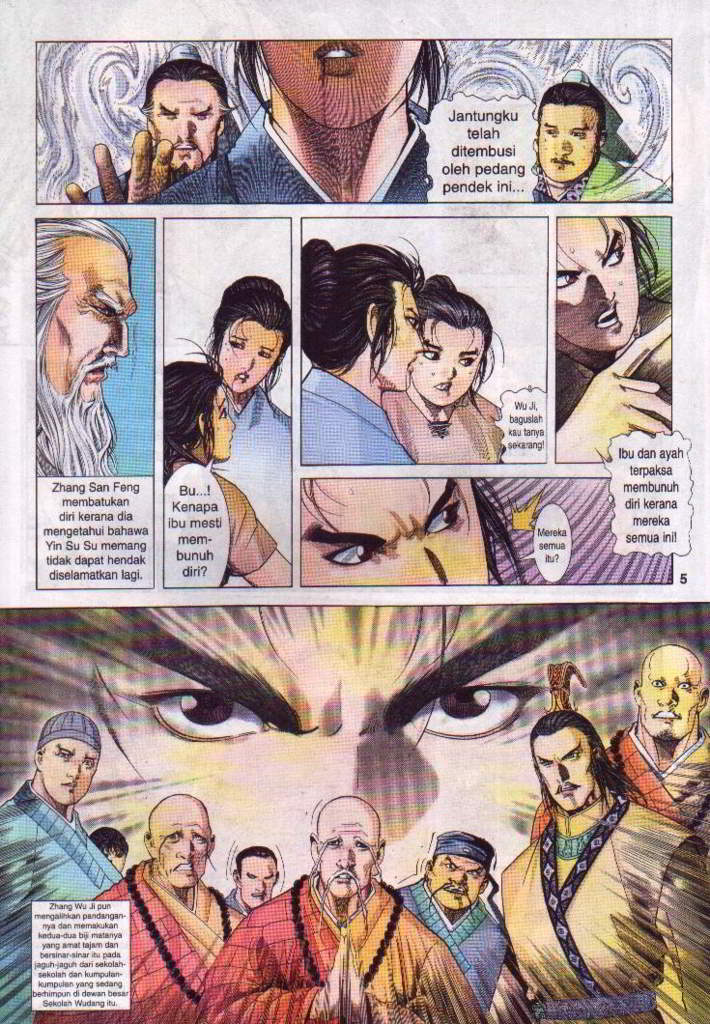 Jantungku
telah
ditembusi
oleh pedang
pendek ini...
Zhang San Feng
membatukan
diri kerana dia
mengetahui bahawa
Yin Su Su memang
tidak dapat hendak
diselamatkan lagi.
Bu...!
Kenapa
ibu mesti
mem-
bunuh
diri?
Wu Ji,
baguslah
kau tanya
sekarang!
Ibu dan ayah
terpaksa
membunuh
diri kerana
mereka
semua ini!
Mereka
semua
itu?
5
Zhang Wu Ji pun
mengalihkan pandangan-
nya dan memakukan
kedua-dua biji matanya
yang amat tajam dan
bersinar-sinar itu pada
jaguh-jaguh dari sekolah-
sekolah dan kumpulan-
kumpulan yang sedang
berhimpun di dewan besar
Sekolah Wudang itu.